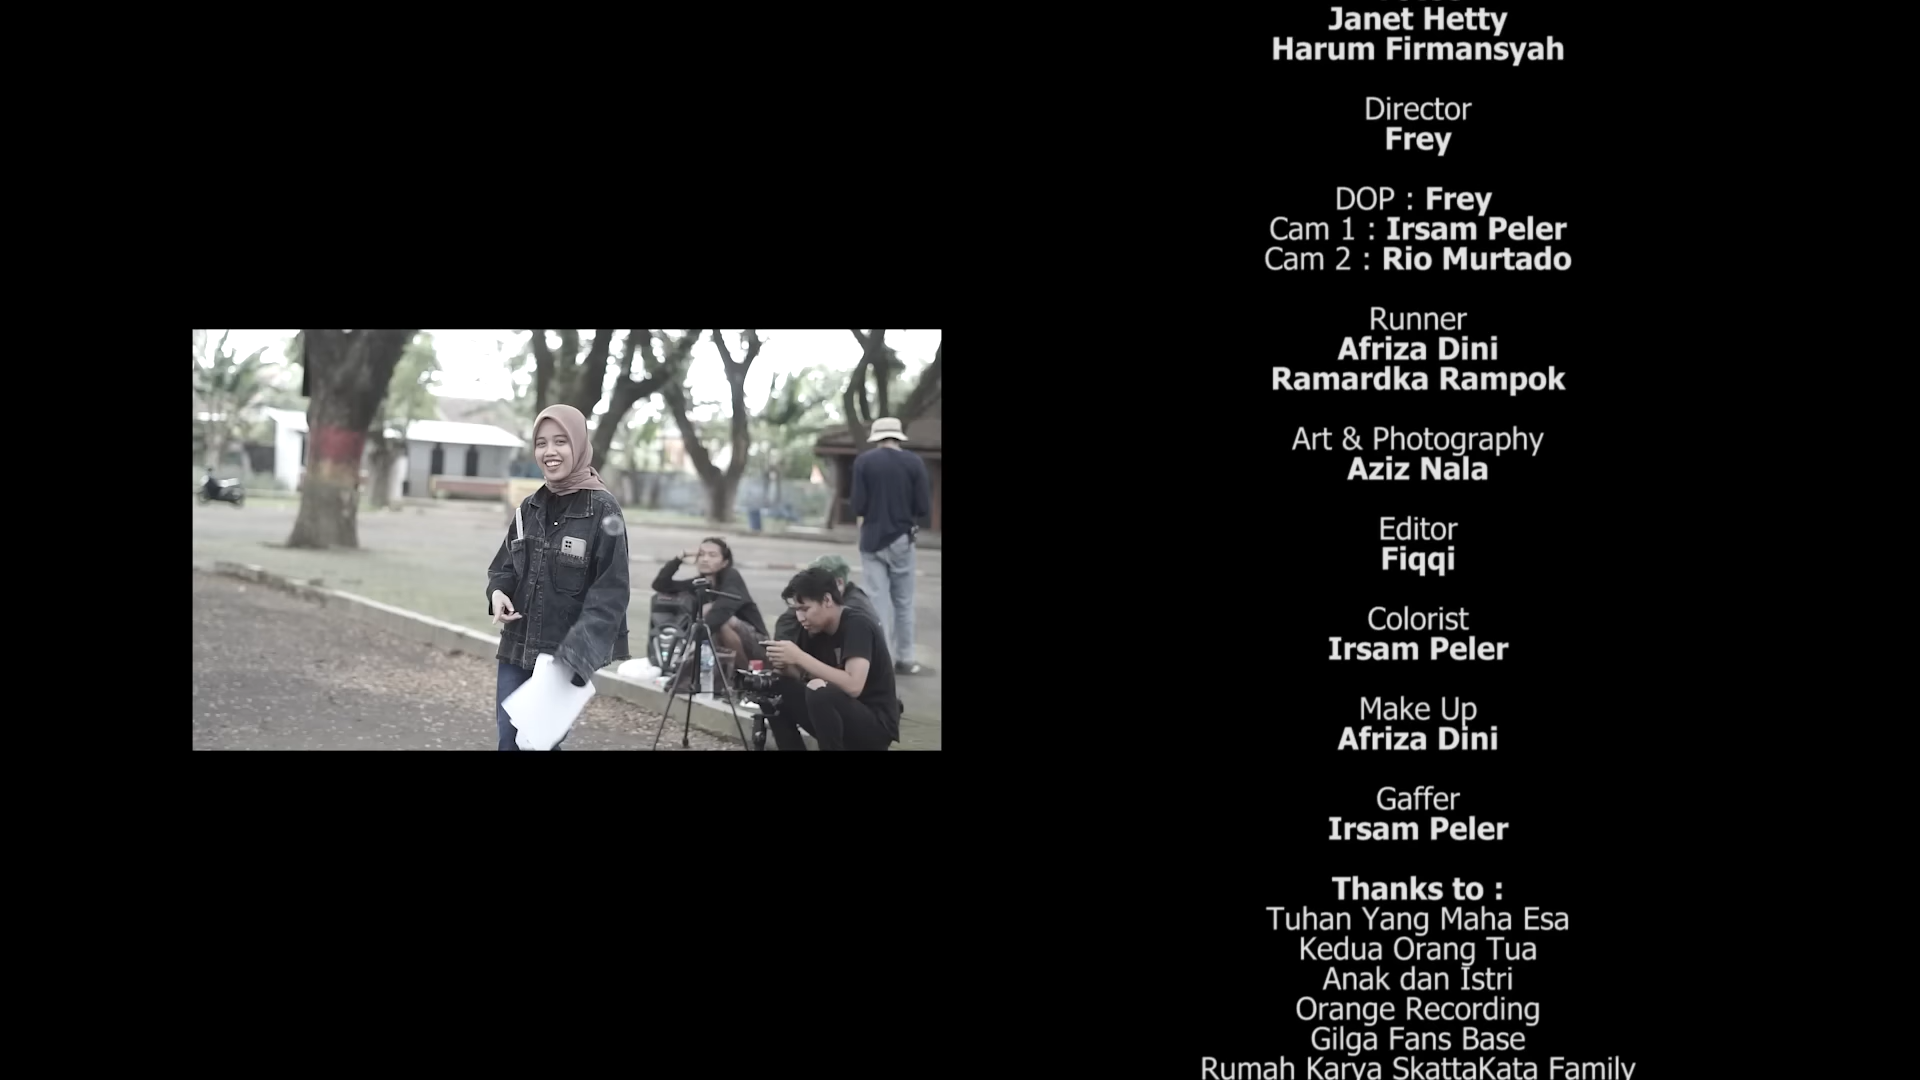 Janet Hetty
Harum Firmansyah
Director
Frey
DOP : Frey
Cam 1 : Irsam Peler
Cam 2 : Rio Murtado
Runner
Afriza Dini
Ramardka Rampok
Art & Photography
Aziz Nala
Editor
Fiqqi
Colorist
Irsam Peler
Make Up
Afriza Dini
Gaffer
Irsam Peler
Thanks to :
Tuhan Yang Maha Esa
Kedua Orang Tua
Anak dan Istri
Orange Recording
Gilga Fans Base
Rumah Karya SkattaKata Family